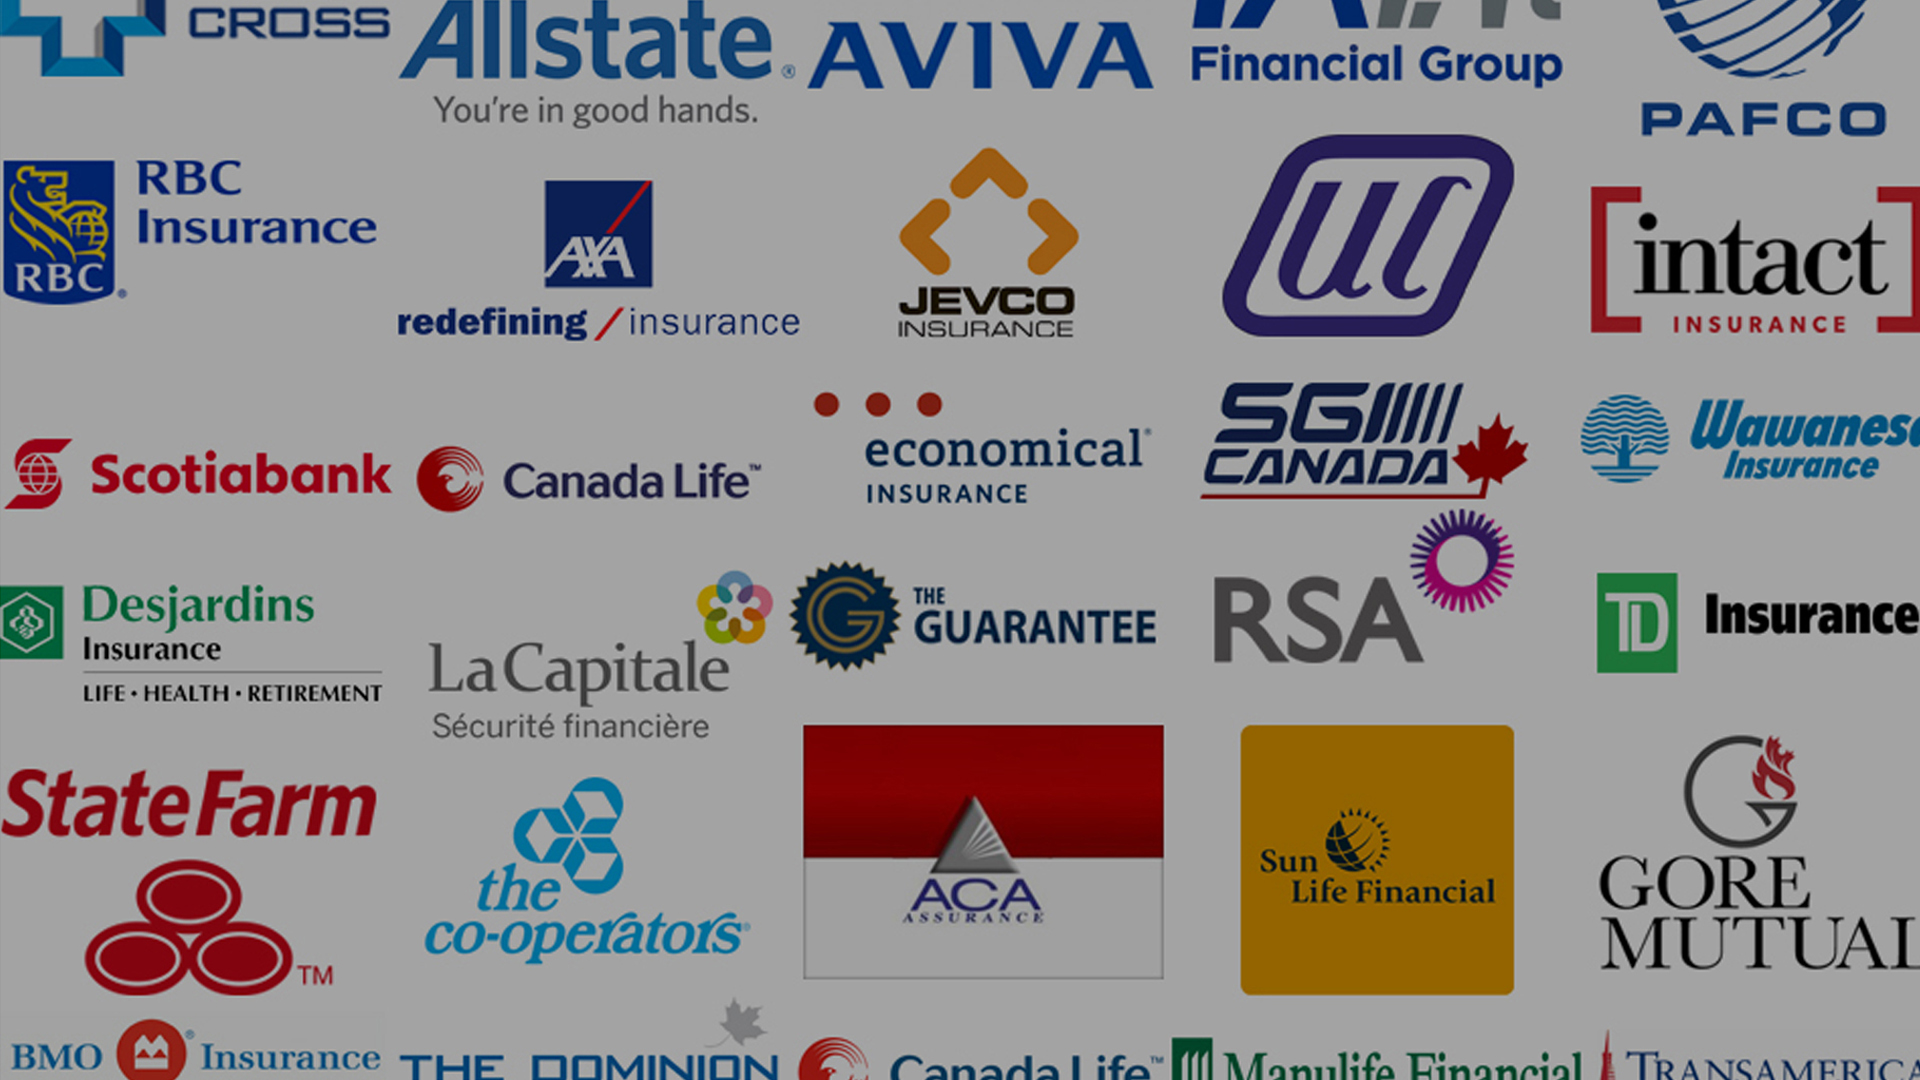 CROSS
Allstate®
You're in good hands.
AVIVA
Financial Group
PAFCO
RBC
Insurance
RBC®
AXA
redefining / insurance
JEVCO
INSURANCE
intact
INSURANCE
Scotiabank
Canada Life™
economical®
INSURANCE
SGI
CANADA
Wawanesa
Insurance
Desjardins
Insurance
LIFE • HEALTH • RETIREMENT
La Capitale
Sécurité financière
G
THE
GUARANTEE
RSA
TD
Insurance
State Farm
TM
the
co-operators®
ACA
ASSURANCE
Sun
Life Financial
G
GORE
MUTUAL
BMO ® Insurance
THE DOMINION
Canada Life™
Manulife Financial
TRANSAMERICA